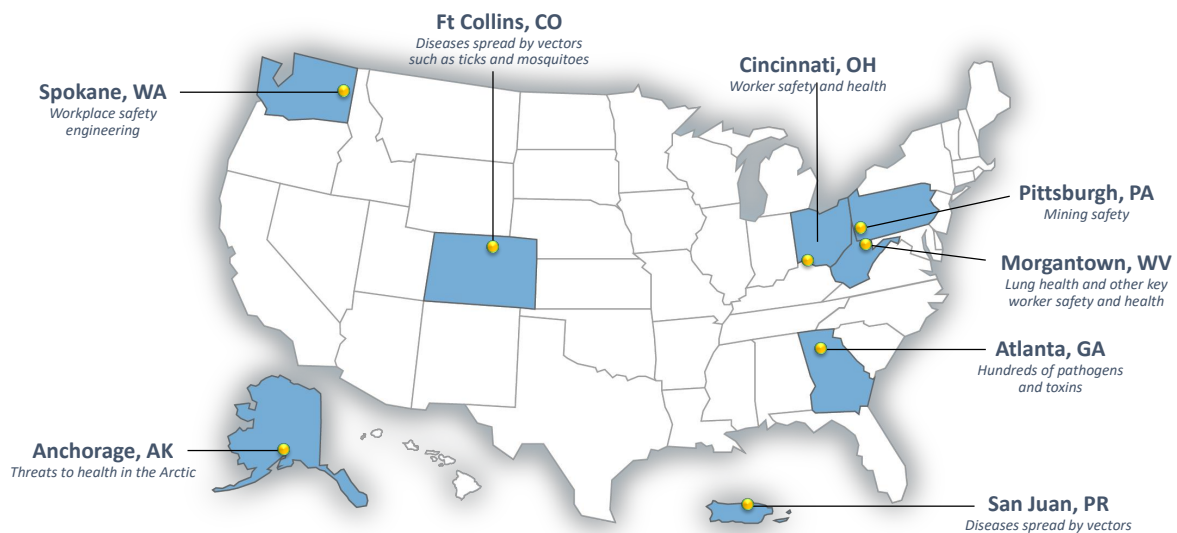 Ft Collins, CO
Diseases spread by vectors
such as ticks and mosquitoes
Cincinnati, OH
Worker safety and health
Spokane, WA
Workplace safety
engineering
Pittsburgh, PA
Mining safety
Morgantown, WV
Lung health and other key
worker safety and health
Atlanta, GA
Hundreds of pathogens
and toxins
Anchorage, AK
Threats to health in the Arctic
San Juan, PR
Diseases spread by vectors